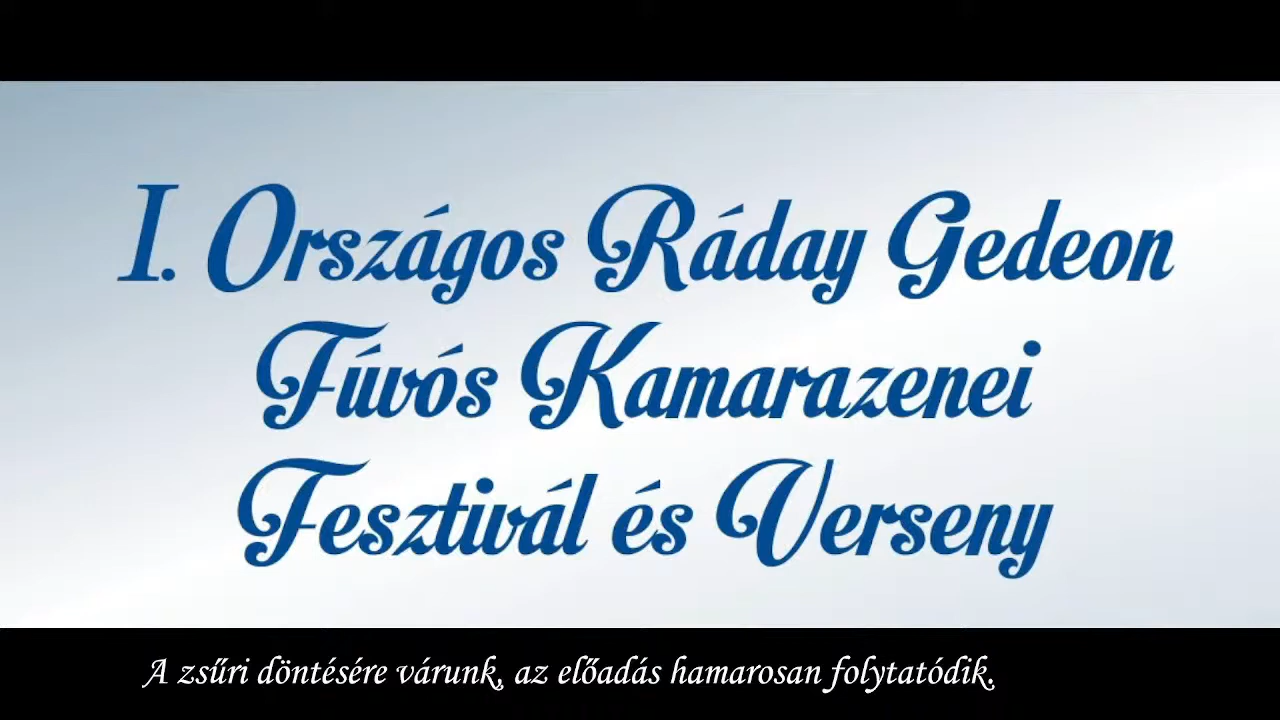 I. Országos Ráday Gedeon
Fúvós Kamarazenei
Fesztivál és Verseny
A zsűri döntésére várunk, az előadás hamarosan folytatódik.